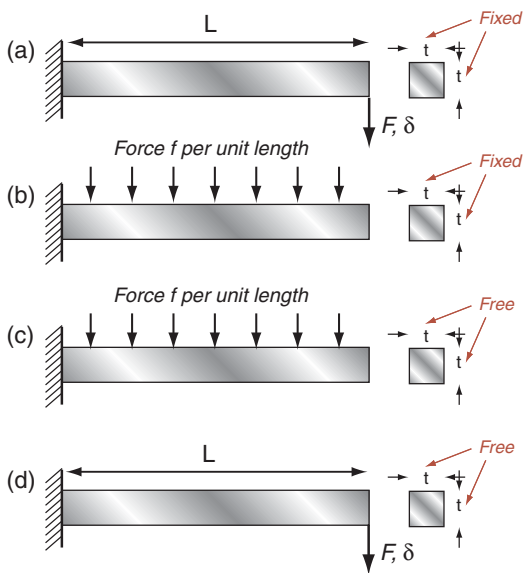 L
Fixed
(a)
t
t
F, δ
Force f per unit length
Fixed
(b)
t
t
Force f per unit length
Free
(c)
t
t
L
Free
(d)
t
t
F, δ